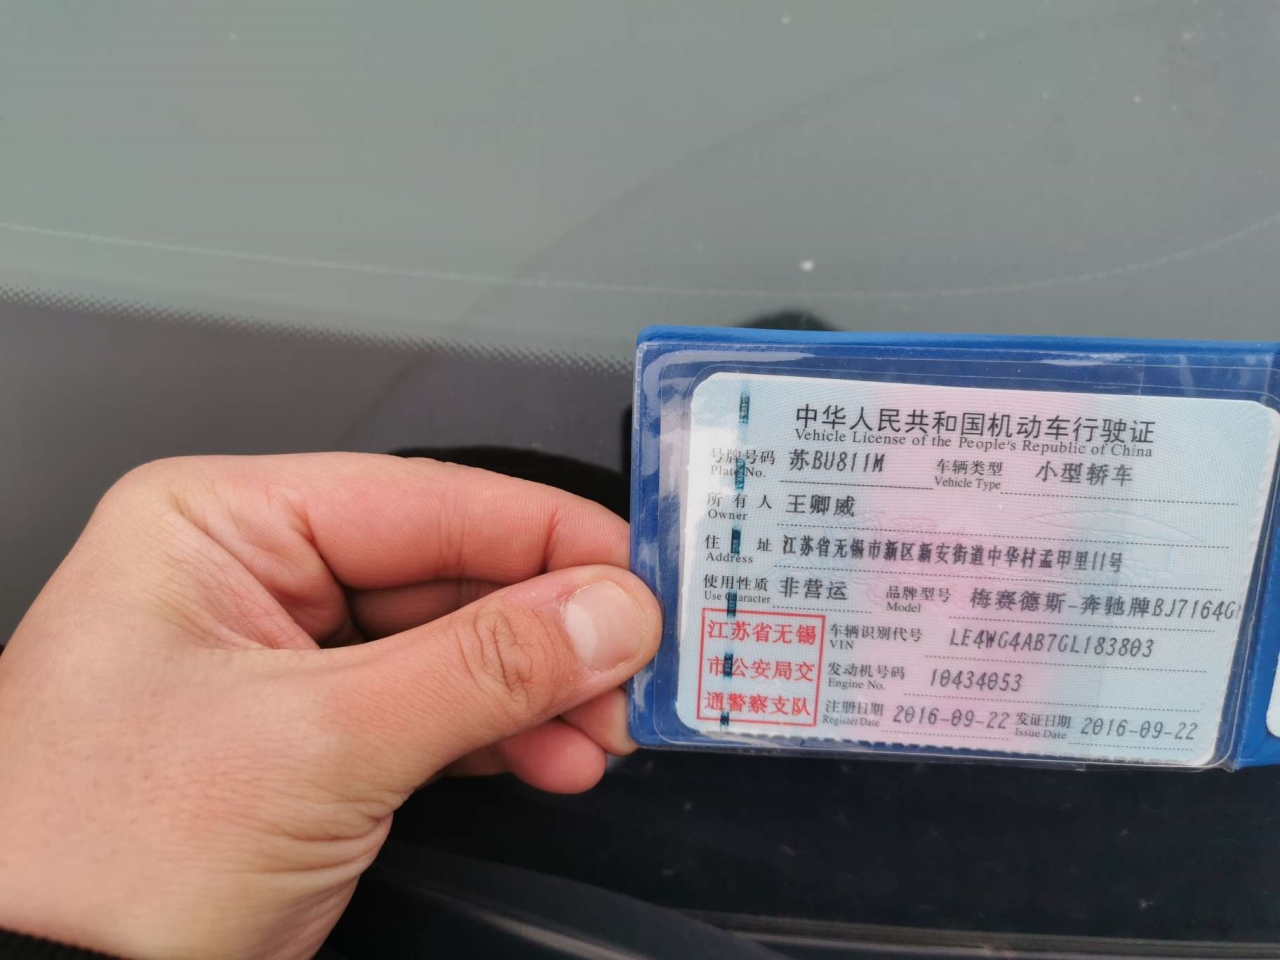 中华人民共和国机动车行驶证
Vehicle License of the People's Republic of China
号牌号码 苏BU811M 车辆类型 小型轿车
Plate No. Vehicle Type
所有人 王卿威
Owner
住址 江苏省无锡市新区新安街道中华村孟甲里11号
Address
使用性质 非营运 品牌型号 梅赛德斯-奔驰牌BJ7164G
Use Character Model
江苏省无锡
市公安局交
通警察支队
车辆识别代号 LE4WG4AB7GL183803
VIN
发动机号码 10434053
Engine No.
注册日期 2016-09-22 发证日期 2016-09-22
Register Date Issue Date